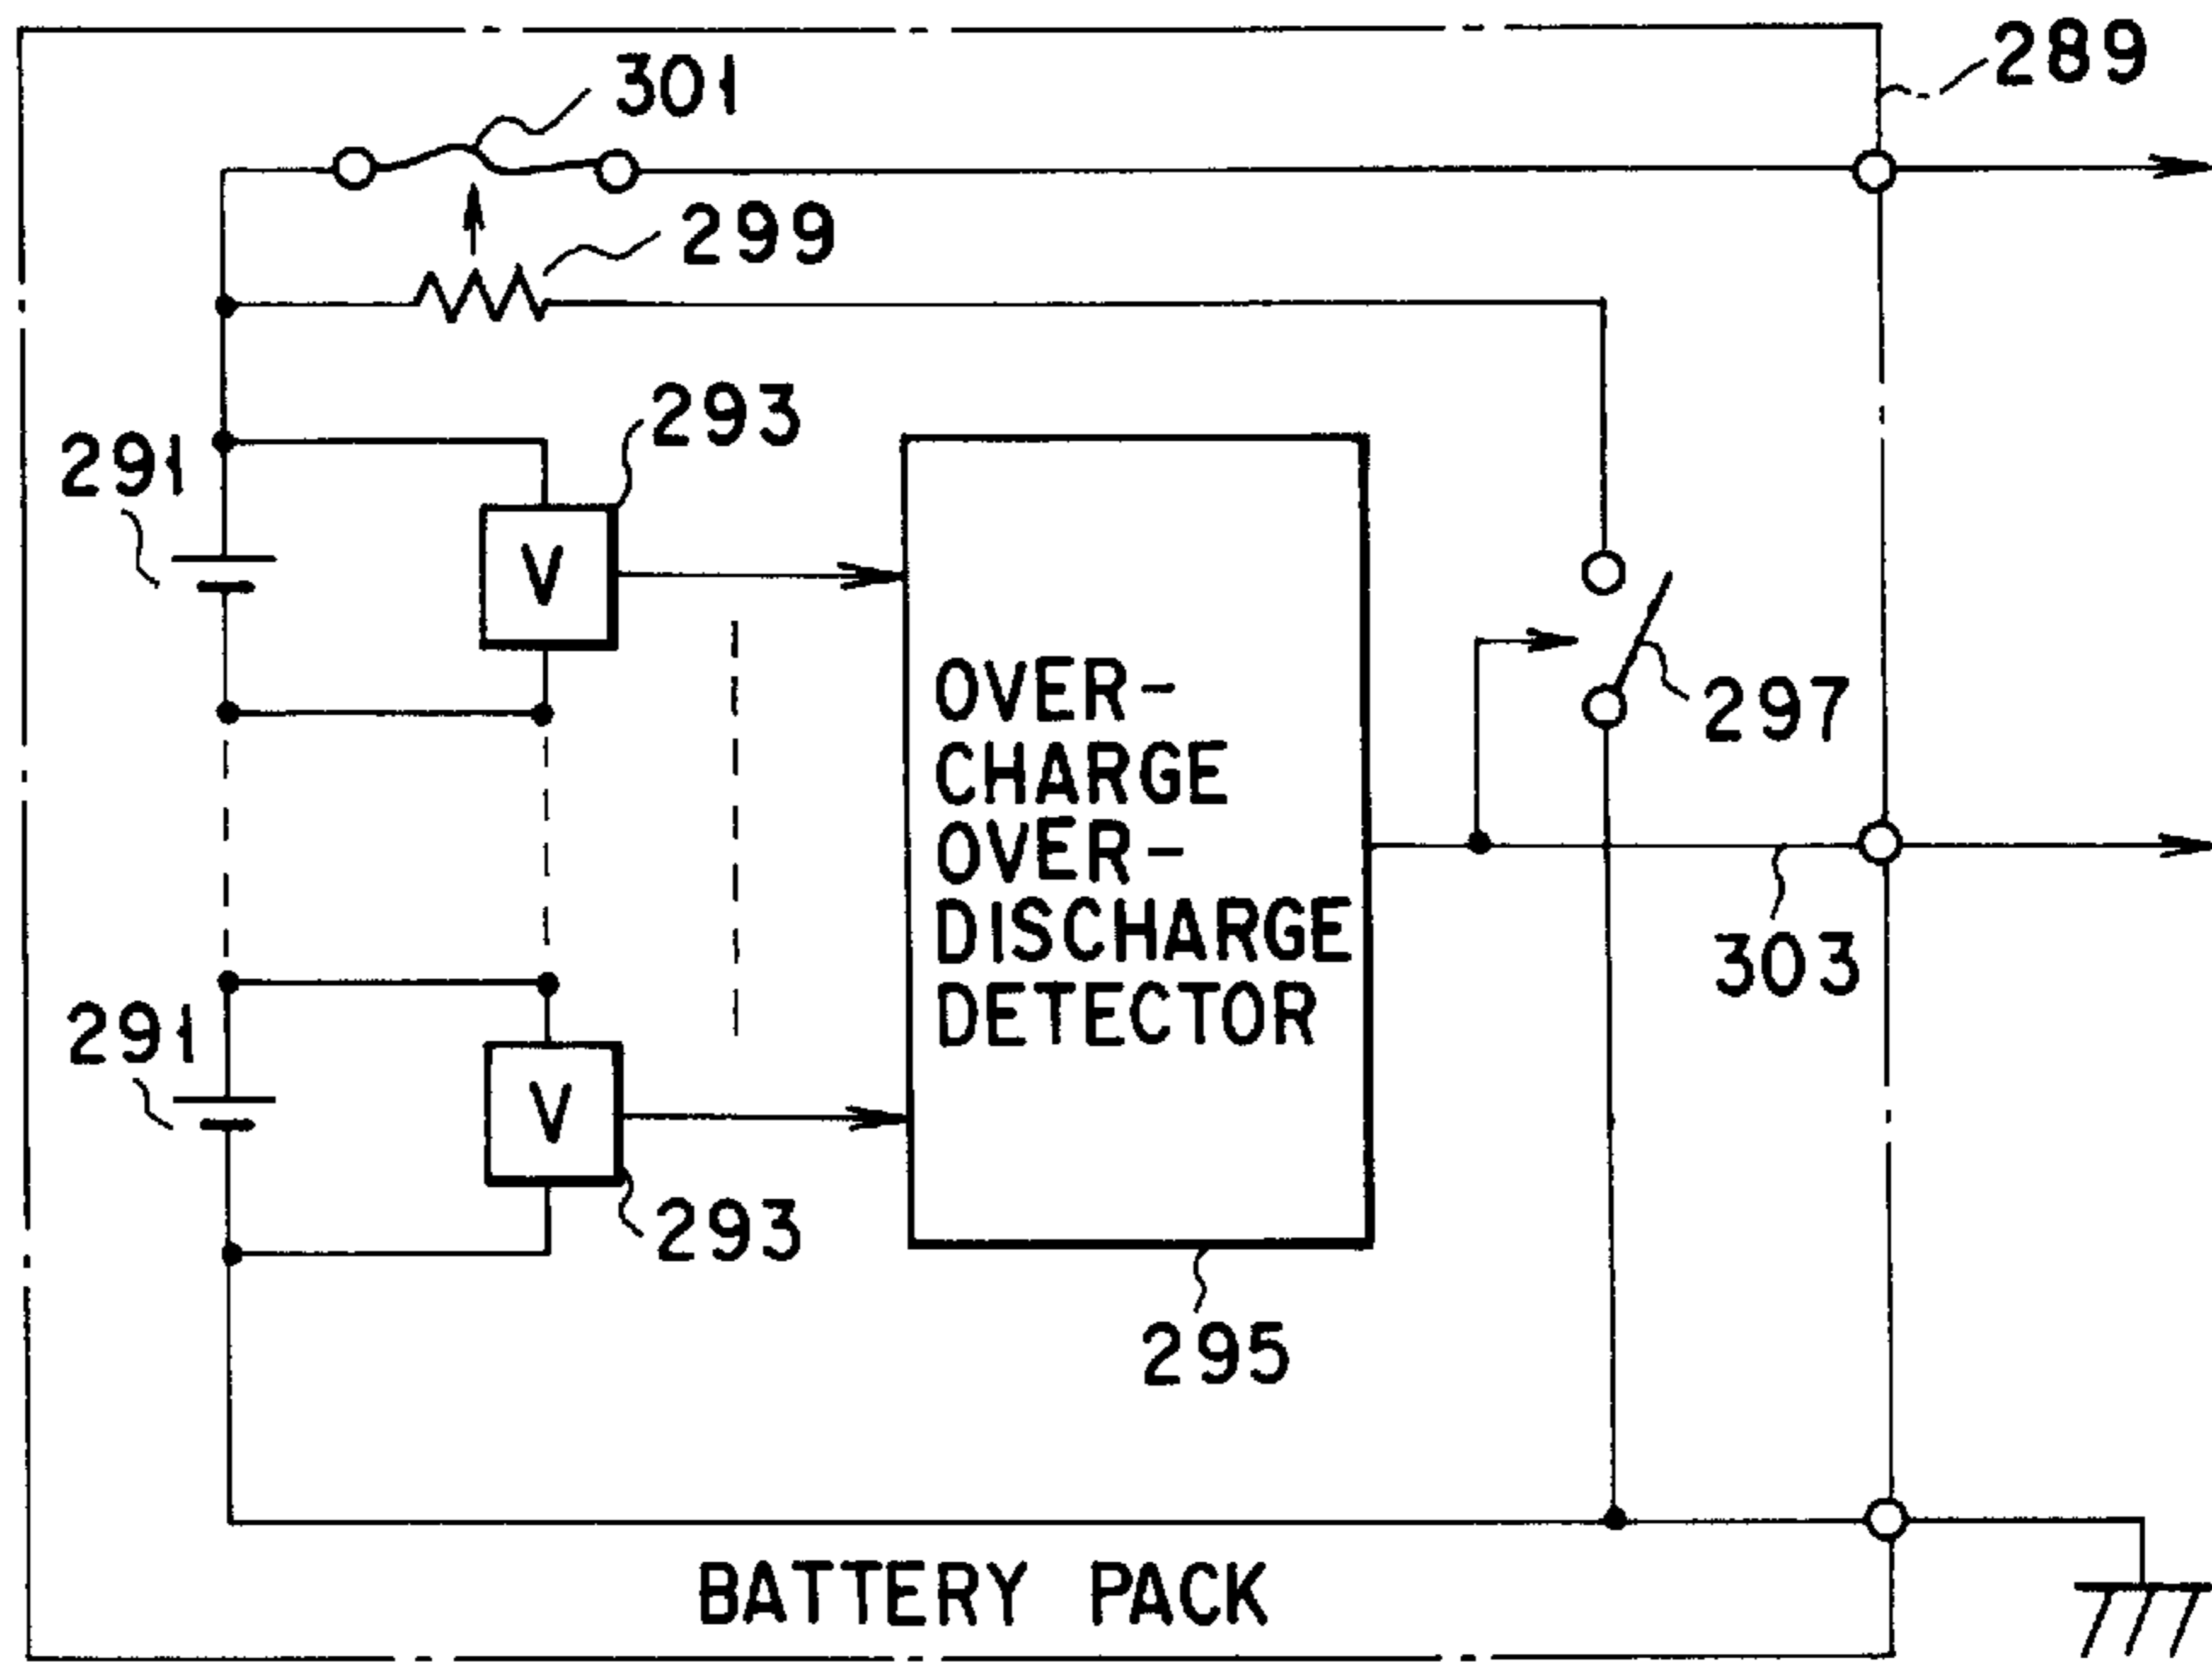 289
301
299
293
291
V
OVER-
CHARGE
OVER-
DISCHARGE
DETECTOR
297
303
291
V
293
295
BATTERY PACK